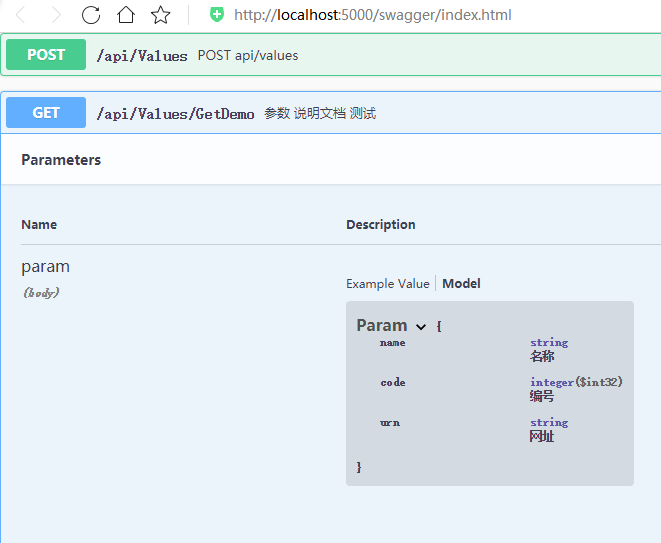 http://localhost:5000/swagger/index.html
POST /api/Values POST api/values
GET /api/Values/GetDemo 参数 说明文档 测试
Parameters
Name Description
param
(body)
Example Value Model
Param {
name string
名称
code integer($int32)
编号
urn string
网址
}